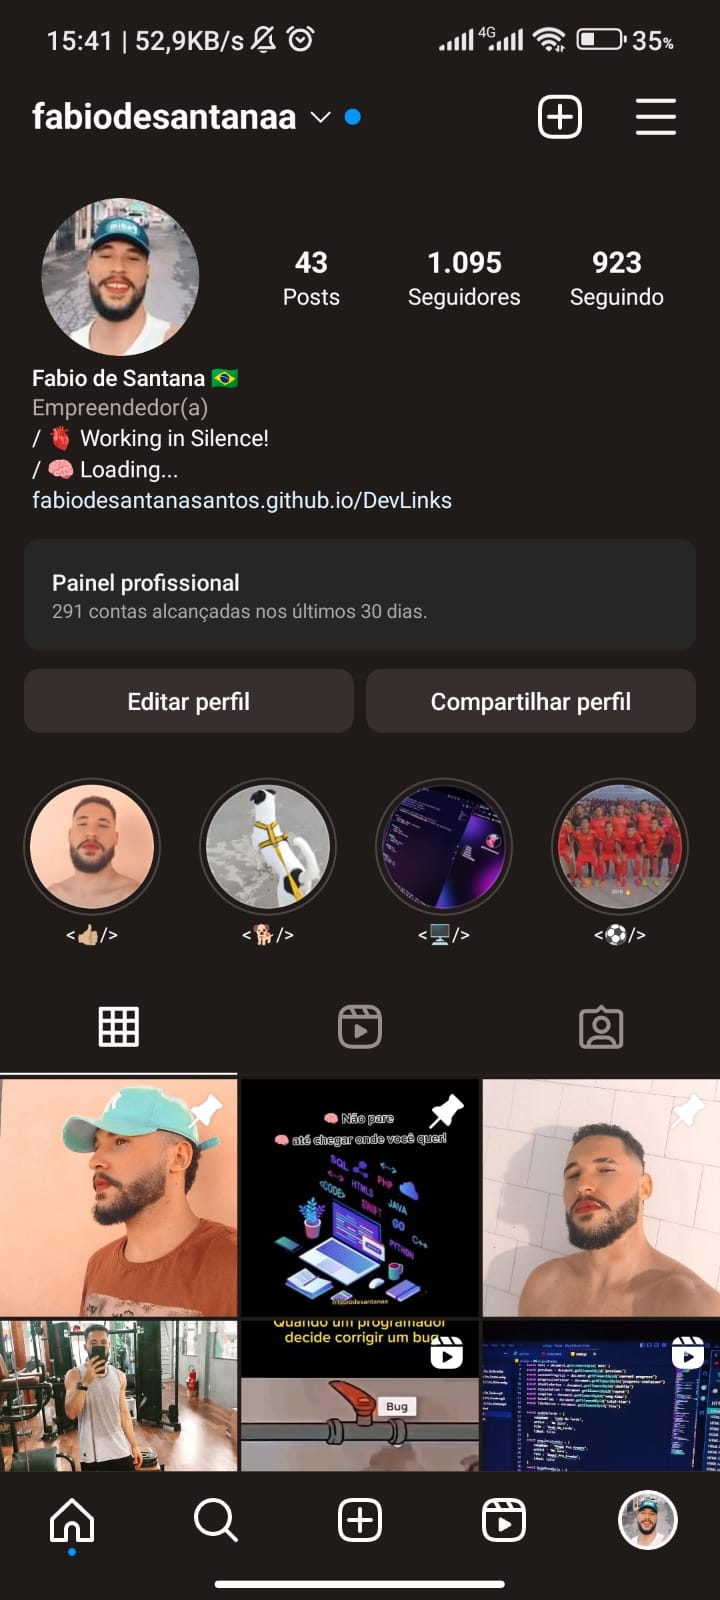 15:41 | 52,9KB/s 4G 35%
fabiodesantanaa
43 1.095 923
Posts Seguidores Seguindo
Fabio de Santana 🇧🇷
Empreendedor(a)
/ 🫀 Working in Silence!
/ 🧠 Loading...
fabiodesantanasantos.github.io/DevLinks
Painel profissional
291 contas alcançadas nos últimos 30 dias.
Editar perfil Compartilhar perfil
<👍🏼/> <🐕/> <🖥️/> <⚽/>
🧠 Não pare
🧠 até chegar onde você quer!
SQL
PHP
<CODE> HTML5
SWIFT JAVA
GO
C++
PYTHON
@fabiodesantanaa
Quando um programador
decide corrigir um bug
Bug